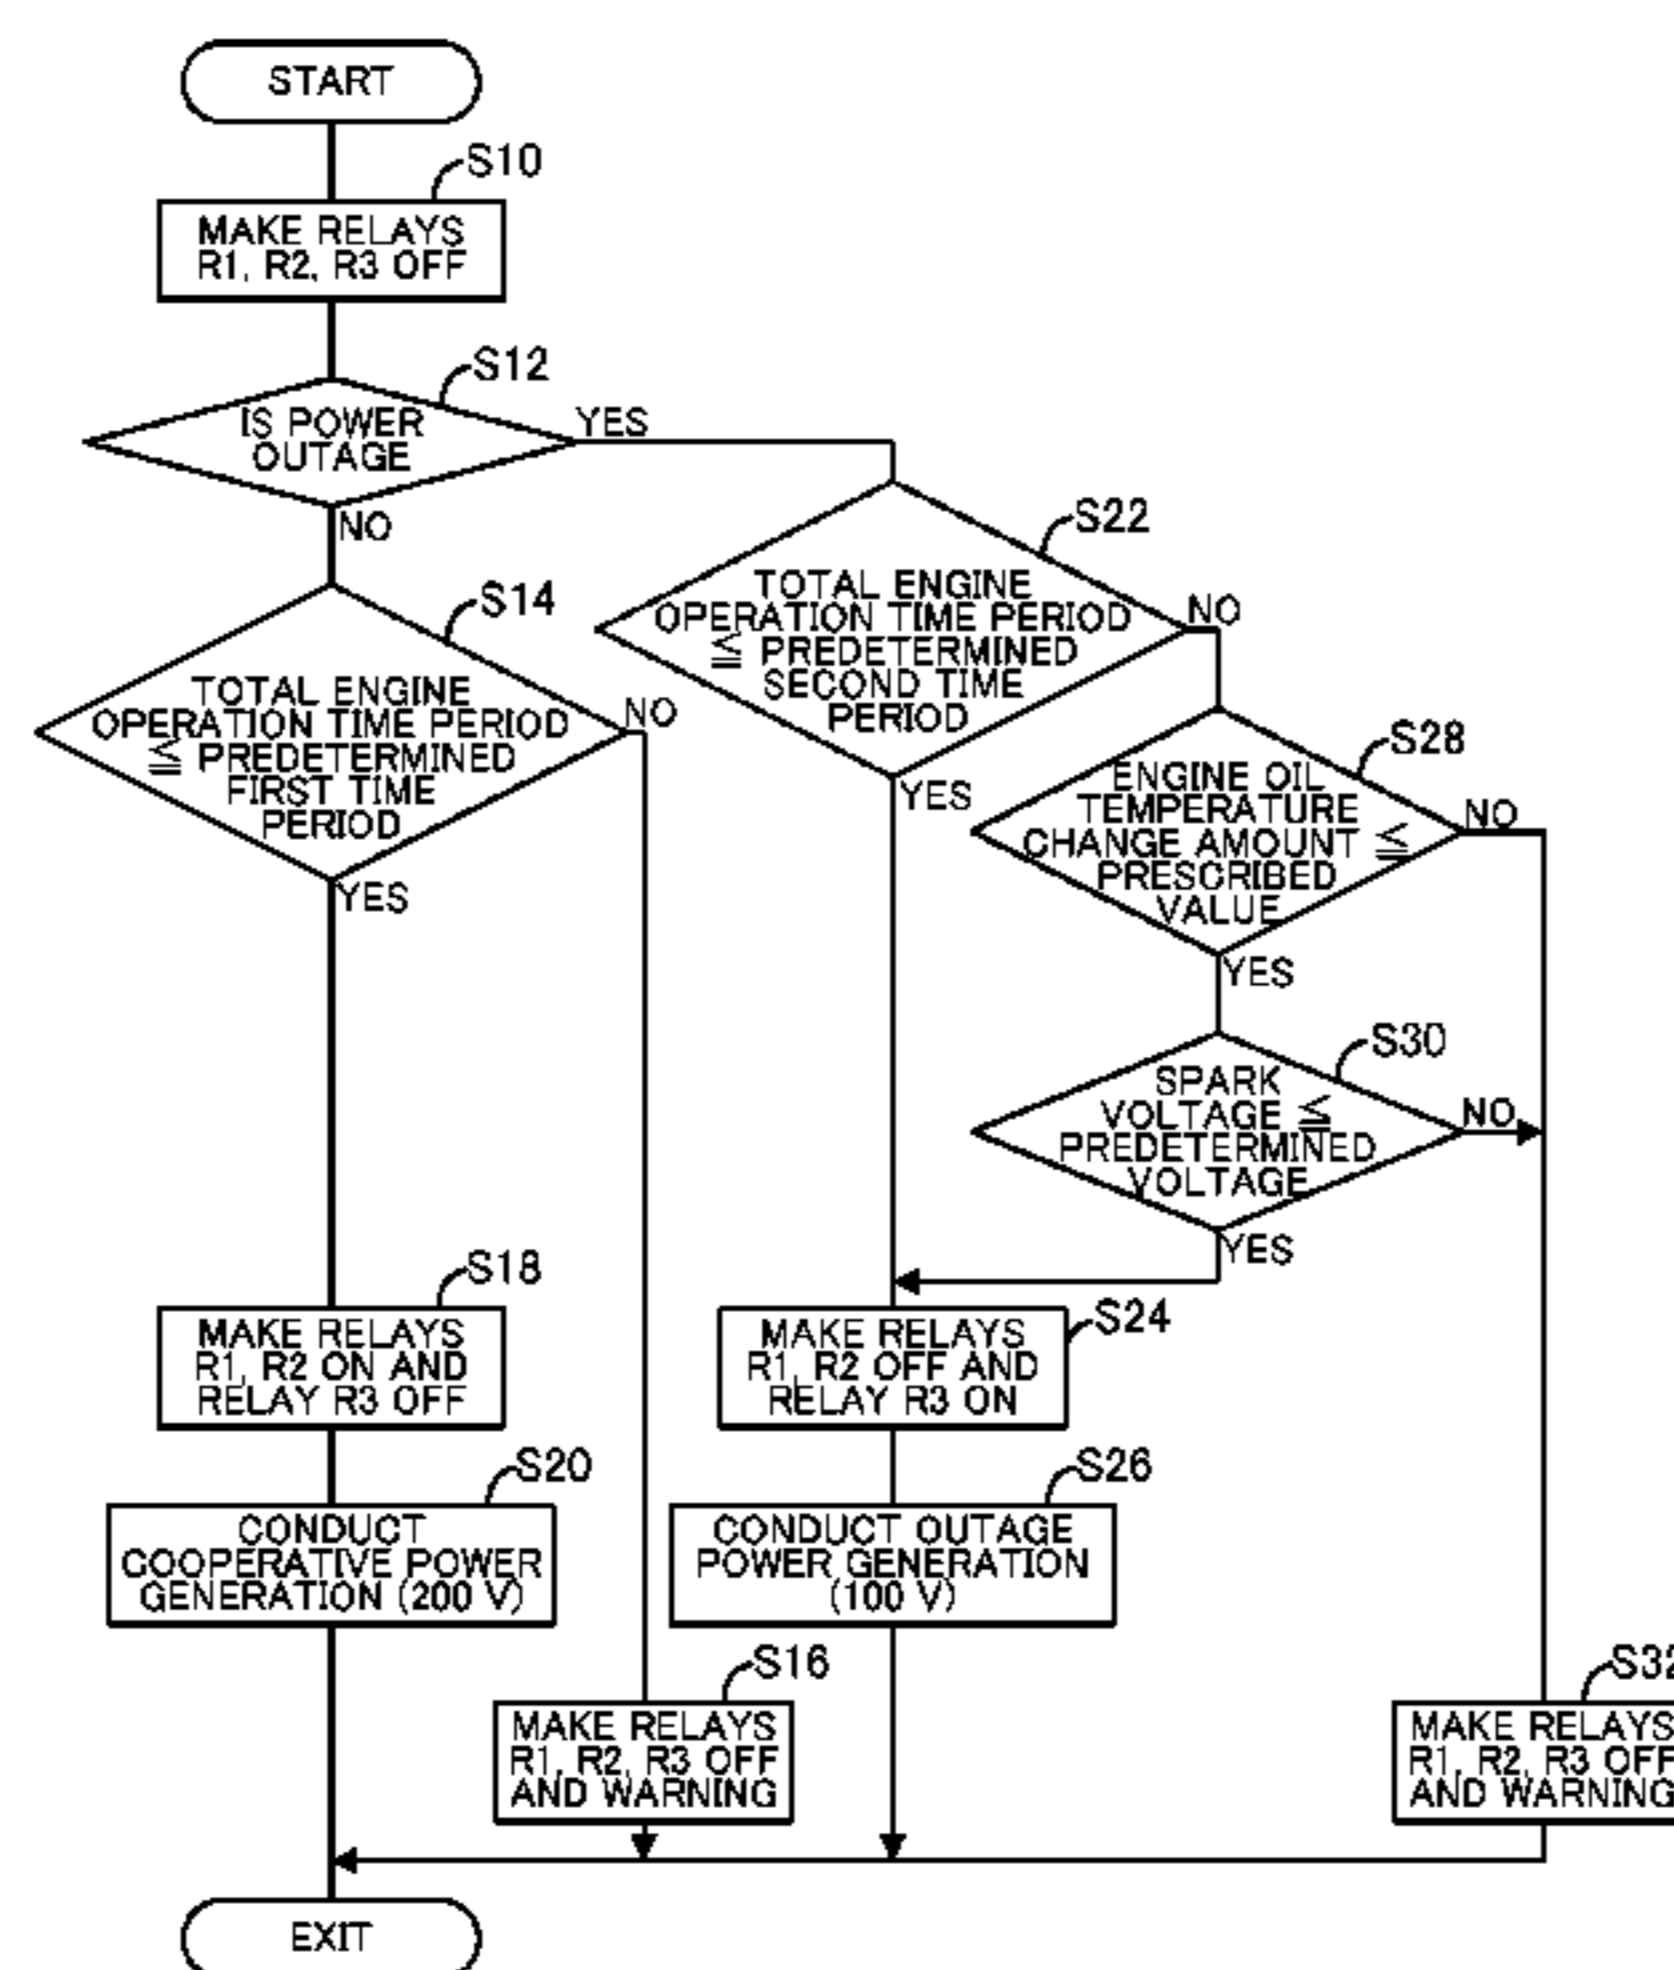 START
S10
MAKE RELAYS
R1, R2, R3 OFF
S12
IS POWER
OUTAGE
YES
NO
S14
TOTAL ENGINE
OPERATION TIME PERIOD
≦ PREDETERMINED
FIRST TIME
PERIOD
NO
YES
S22
TOTAL ENGINE
OPERATION TIME PERIOD
≦ PREDETERMINED
SECOND TIME
PERIOD
NO
YES
S28
ENGINE OIL
TEMPERATURE
CHANGE AMOUNT ≦
PRESCRIBED
VALUE
NO
YES
S30
SPARK
VOLTAGE ≦
PREDETERMINED
VOLTAGE
NO
YES
S18
MAKE RELAYS
R1, R2 ON AND
RELAY R3 OFF
S24
MAKE RELAYS
R1, R2 OFF AND
RELAY R3 ON
S20
CONDUCT
COOPERATIVE POWER
GENERATION (200 V)
S26
CONDUCT OUTAGE
POWER GENERATION
(100 V)
S16
MAKE RELAYS
R1, R2, R3 OFF
AND WARNING
S32
MAKE RELAYS
R1, R2, R3 OFF
AND WARNING
EXIT